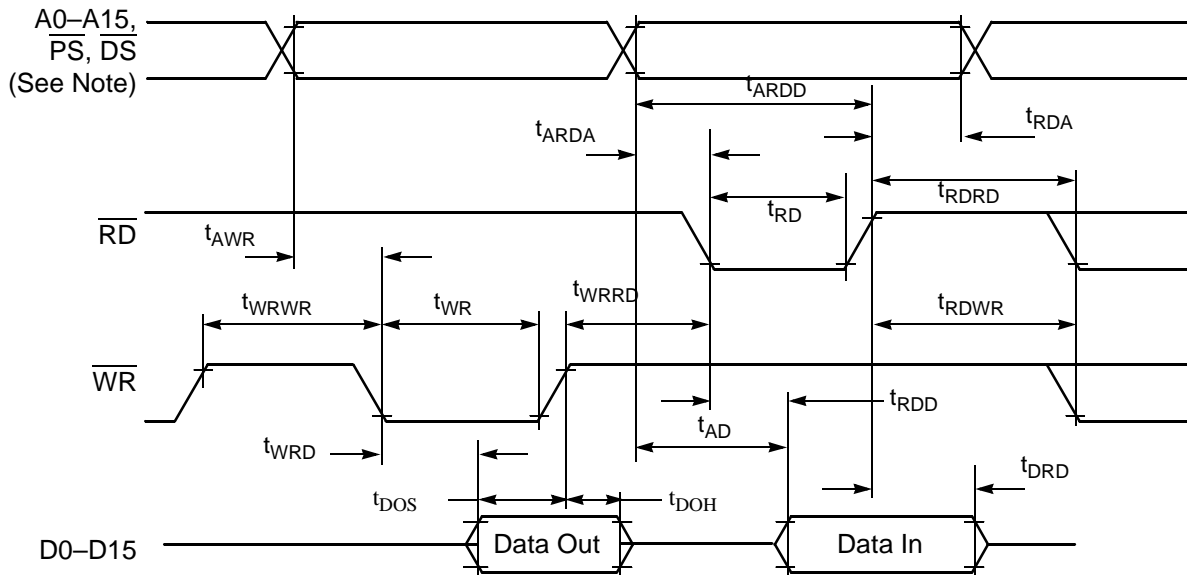 A0–A15,
PS, DS
(See Note)
tARDD
tARDA
tRDA
tRD
tRDRD
RD
tAWR
tWRWR
tWR
tWRRD
tRDWR
WR
tRDD
tAD
tWRD
tDRD
tDOS
tDOH
D0–D15
Data Out
Data In